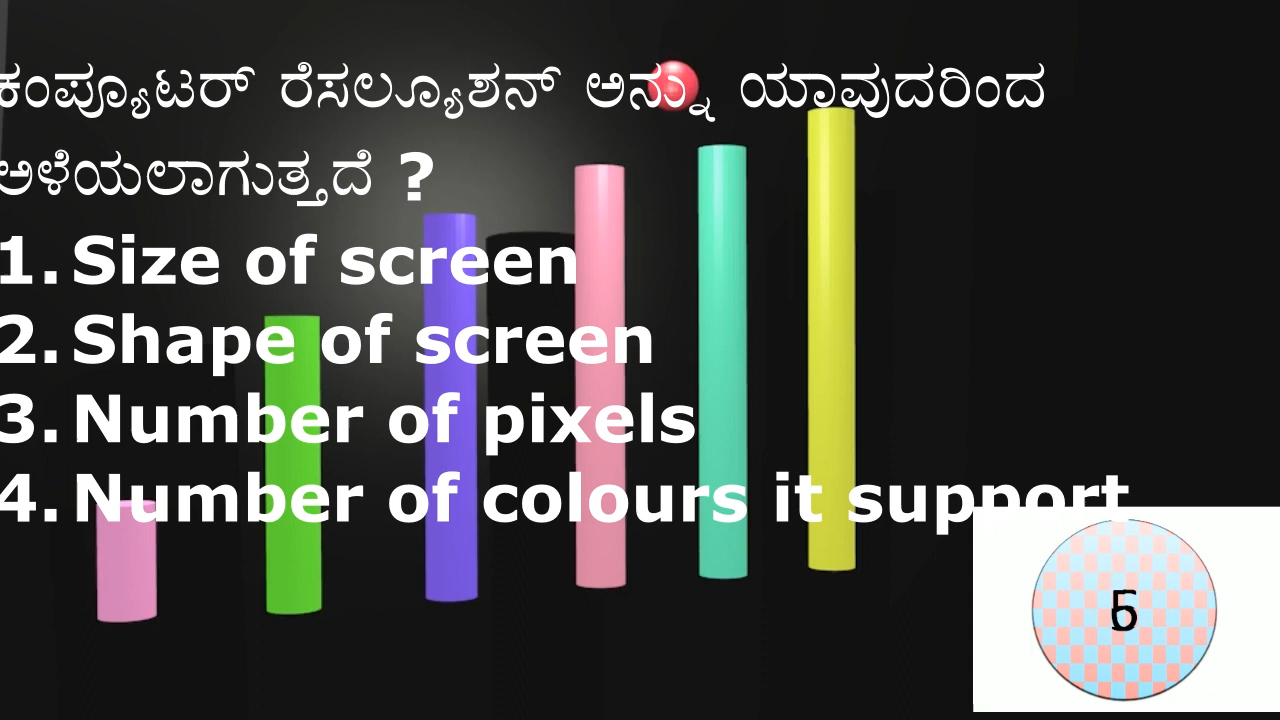 ಕಂಪ್ಯೂಟರ್ ರೆಸಲ್ಯೂಶನ್ ಅನ್ನು ಯಾವುದರಿಂದ
ಅಳೆಯಲಾಗುತ್ತದೆ ?
1. Size of screen
2. Shape of screen
3. Number of pixels
4. Number of colours it support